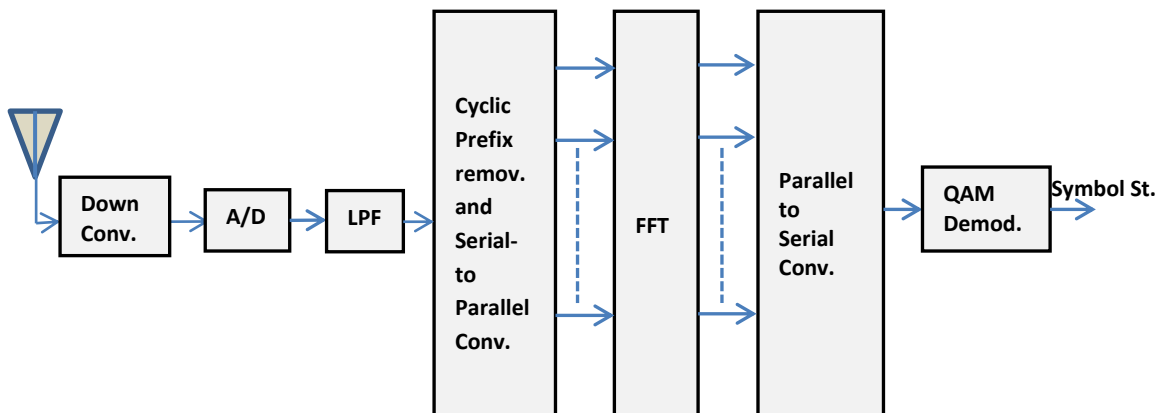 Down
Conv.
A/D
LPF
Cyclic
Prefix
remov.
and
Serial-
to
Parallel
Conv.
FFT
Parallel
to
Serial
Conv.
QAM
Demod.
Symbol St.